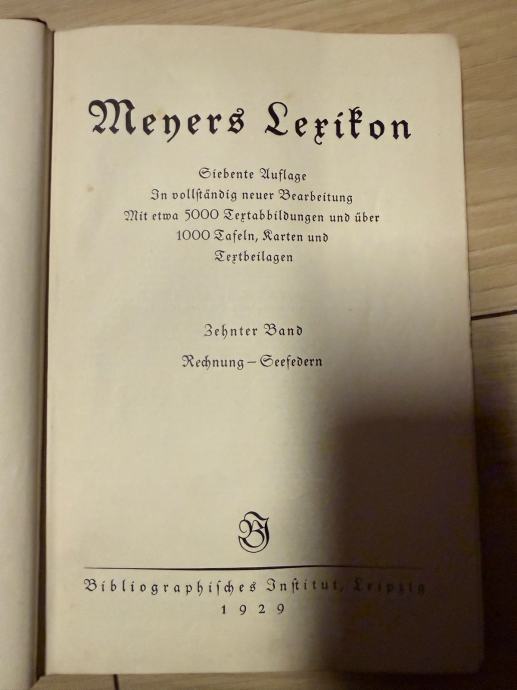 Meyers Lexikon
Siebente Auflage
In vollständig neuer Bearbeitung
Mit etwa 5000 Textabbildungen und über
1000 Tafeln, Karten und
Textbeilagen
Zehnter Band
Rechnung – Seefedern
BI
Bibliographisches Institut, Leipzig
1929